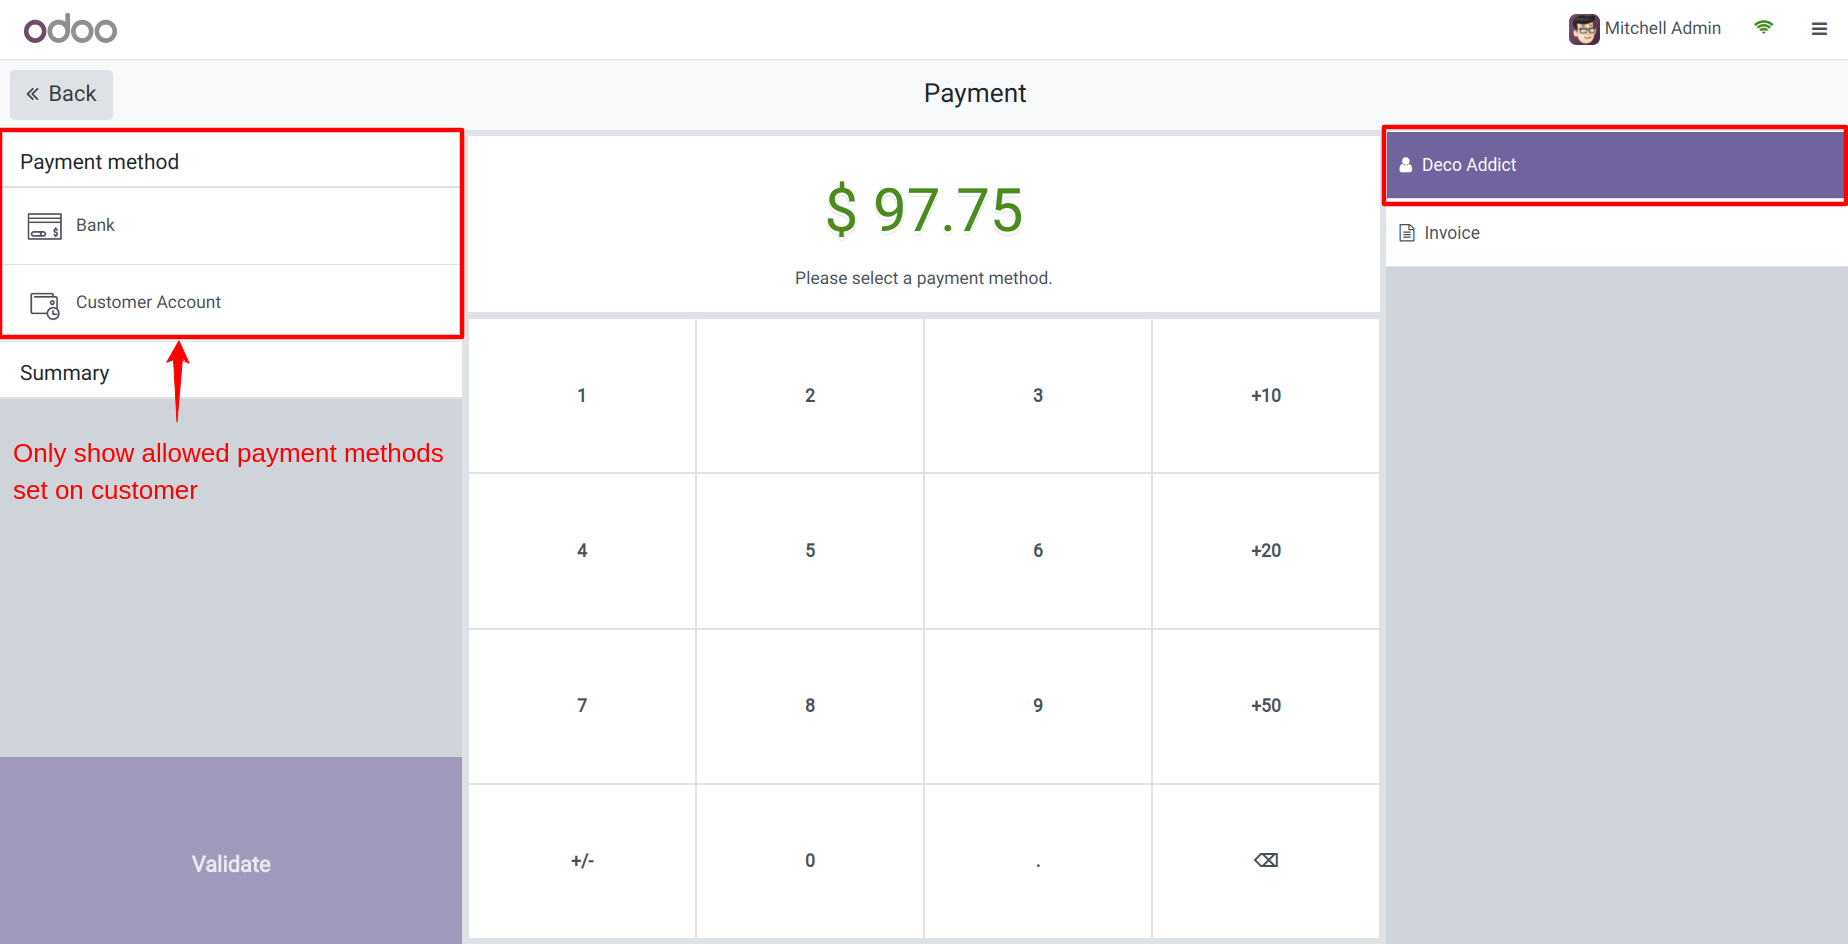 odoo
Mitchell Admin
Back
Payment
Payment method
Bank
Customer Account
Summary
Only show allowed payment methods
set on customer
Validate
$ 97.75
Please select a payment method.
1 2 3 +10
4 5 6 +20
7 8 9 +50
+/- 0 .
Deco Addict
Invoice